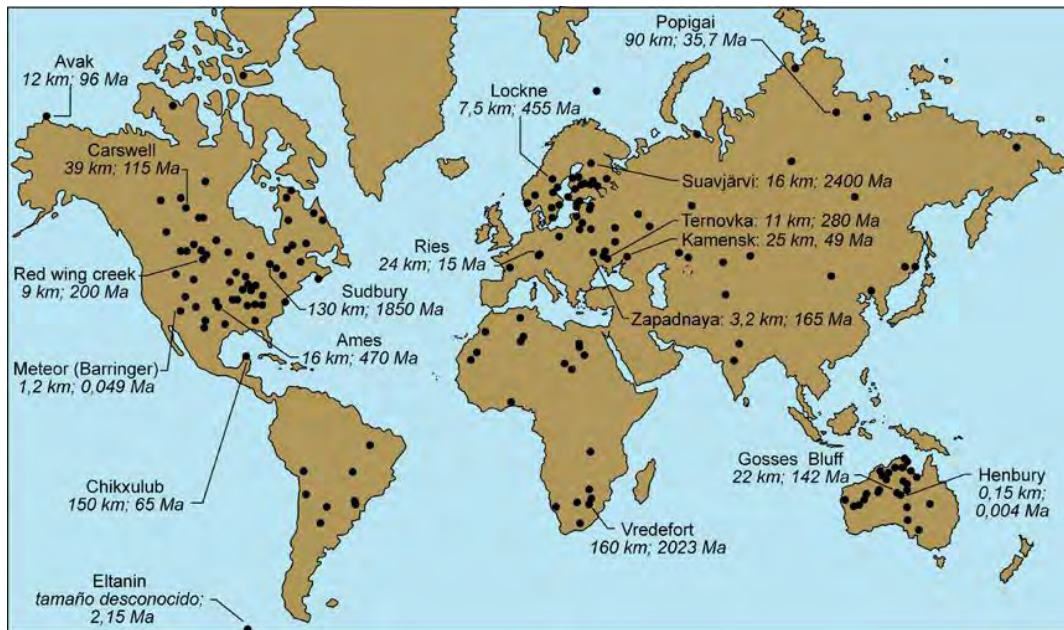 Avak
12 km; 96 Ma
Popigai
90 km; 35,7 Ma
Lockne
7,5 km; 455 Ma
Carswell
39 km; 115 Ma
Suavjärvi: 16 km; 2400 Ma
Ternovka: 11 km; 280 Ma
Kamensk: 25 km, 49 Ma
Ries
24 km; 15 Ma
Red wing creek
9 km; 200 Ma
Sudbury
130 km; 1850 Ma
Zapadnaya: 3,2 km; 165 Ma
Ames
16 km; 470 Ma
Meteor (Barringer)
1,2 km; 0,049 Ma
Chikxulub
150 km; 65 Ma
Gosses Bluff
22 km; 142 Ma
Henbury
0,15 km;
0,004 Ma
Vredefort
160 km; 2023 Ma
Eltanin
tamaño desconocido;
2,15 Ma